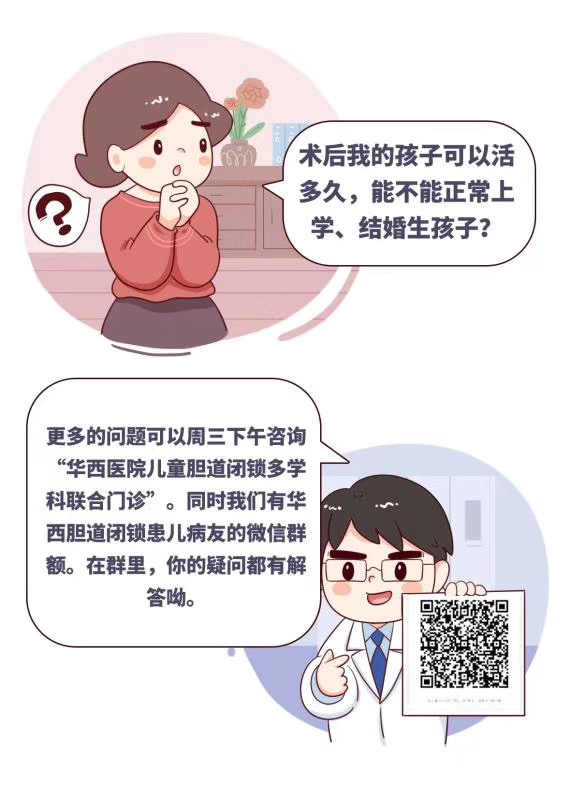 术后我的孩子可以活
多久，能不能正常上
学、结婚生孩子？
?
更多的问题可以周三下午咨询
“华西医院儿童胆道闭锁多学
科联合门诊”。同时我们有华
西胆道闭锁患儿病友的微信群
额。在群里，你的疑问都有解
答呦。